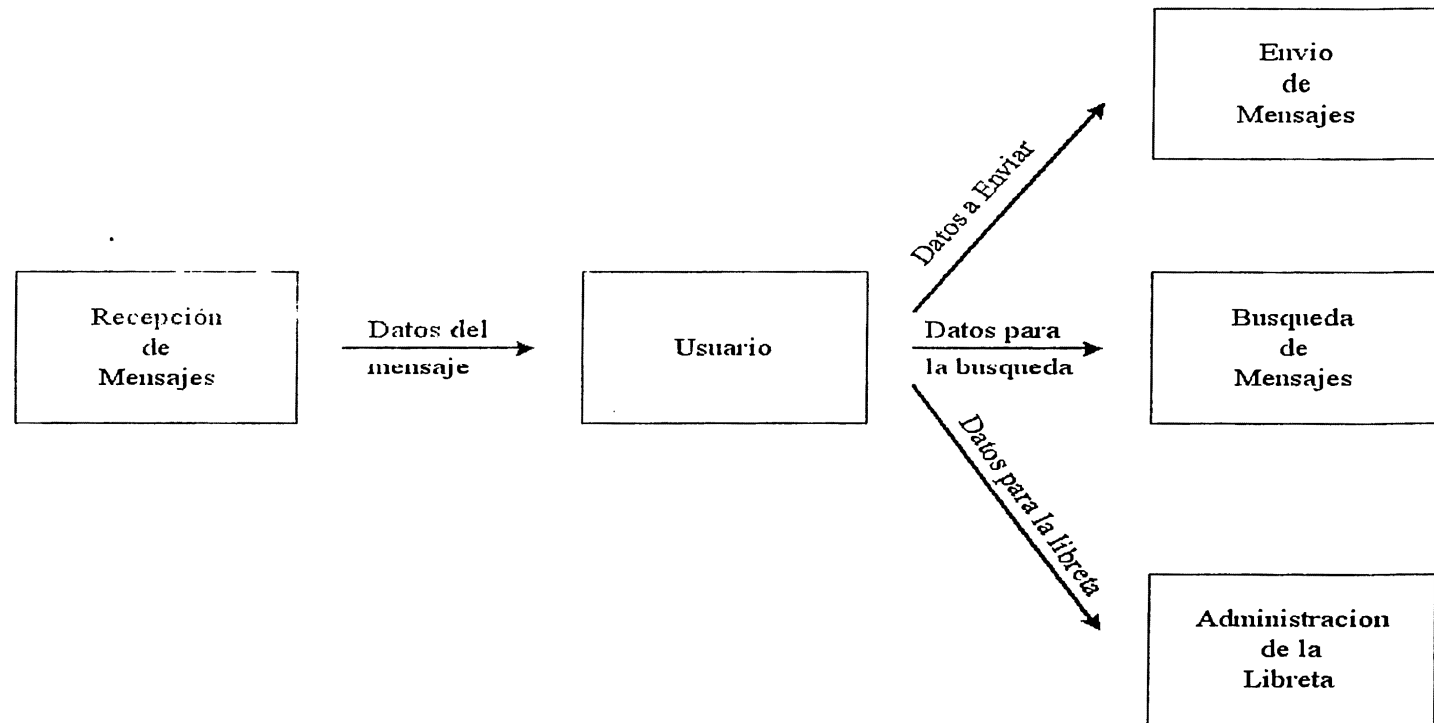 Envio
de
Mensajes
Datos a Enviar
Recepción
de
Mensajes
Datos del
mensaje
Usuario
Datos para
la busqueda
Busqueda
de
Mensajes
Datos para la libreta
Administracion
de la
Libreta